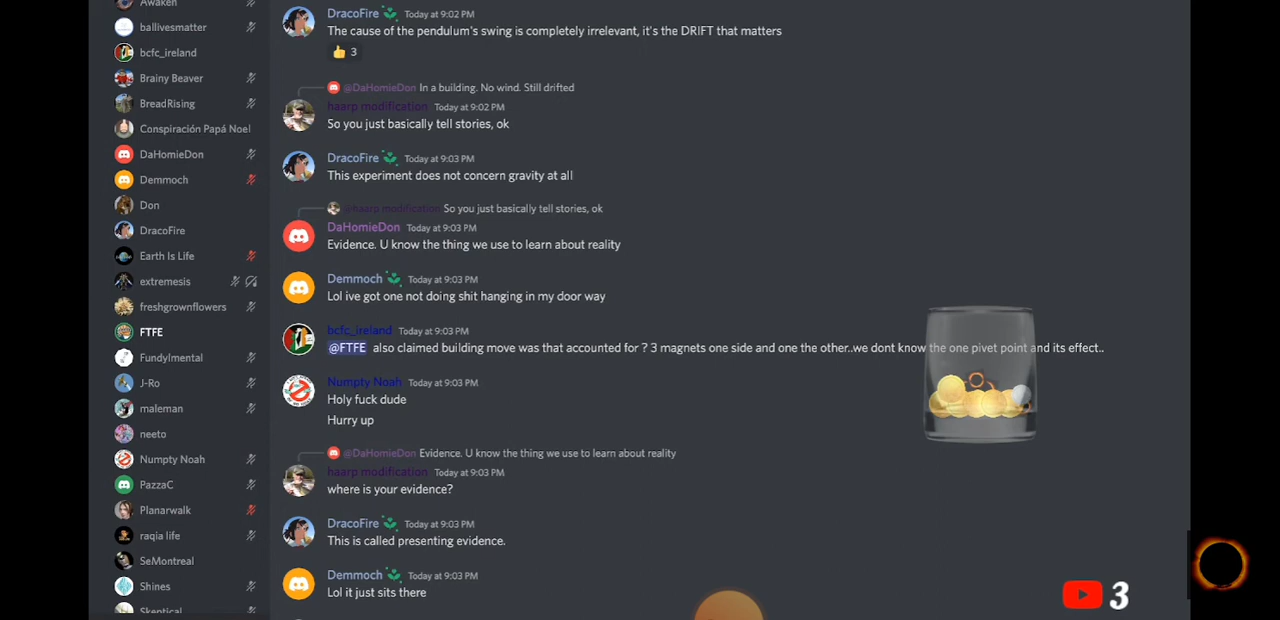 Awaken
ballivesmatter
bcfc_ireland
Brainy Beaver
BreadRising
Conspiración Papá Noel
DaHomieDon
Demmoch
Don
DracoFire
Earth Is Life
extremesis
freshgrownflowers
FTFE
FundyImental
J-Ro
maleman
neeto
Numpty Noah
PazzaC
Planarwalk
raqia life
SeMontreal
Shines
Skeptical
DracoFire Today at 9:02 PM
The cause of the pendulum's swing is completely irrelevant, it's the DRIFT that matters
👍 3
@DaHomieDon In a building. No wind. Still drifted
haarp modification Today at 9:02 PM
So you just basically tell stories, ok
DracoFire Today at 9:03 PM
This experiment does not concern gravity at all
@haarp modification So you just basically tell stories, ok
DaHomieDon Today at 9:03 PM
Evidence. U know the thing we use to learn about reality
Demmoch Today at 9:03 PM
Lol ive got one not doing shit hanging in my door way
bcfc_ireland Today at 9:03 PM
@FTFE also claimed building move was that accounted for ? 3 magnets one side and one the other..we dont know the one pivet point and its effect..
Numpty Noah Today at 9:03 PM
Holy fuck dude
Hurry up
@DaHomieDon Evidence. U know the thing we use to learn about reality
haarp modification Today at 9:03 PM
where is your evidence?
DracoFire Today at 9:03 PM
This is called presenting evidence.
Demmoch Today at 9:03 PM
Lol it just sits there
3